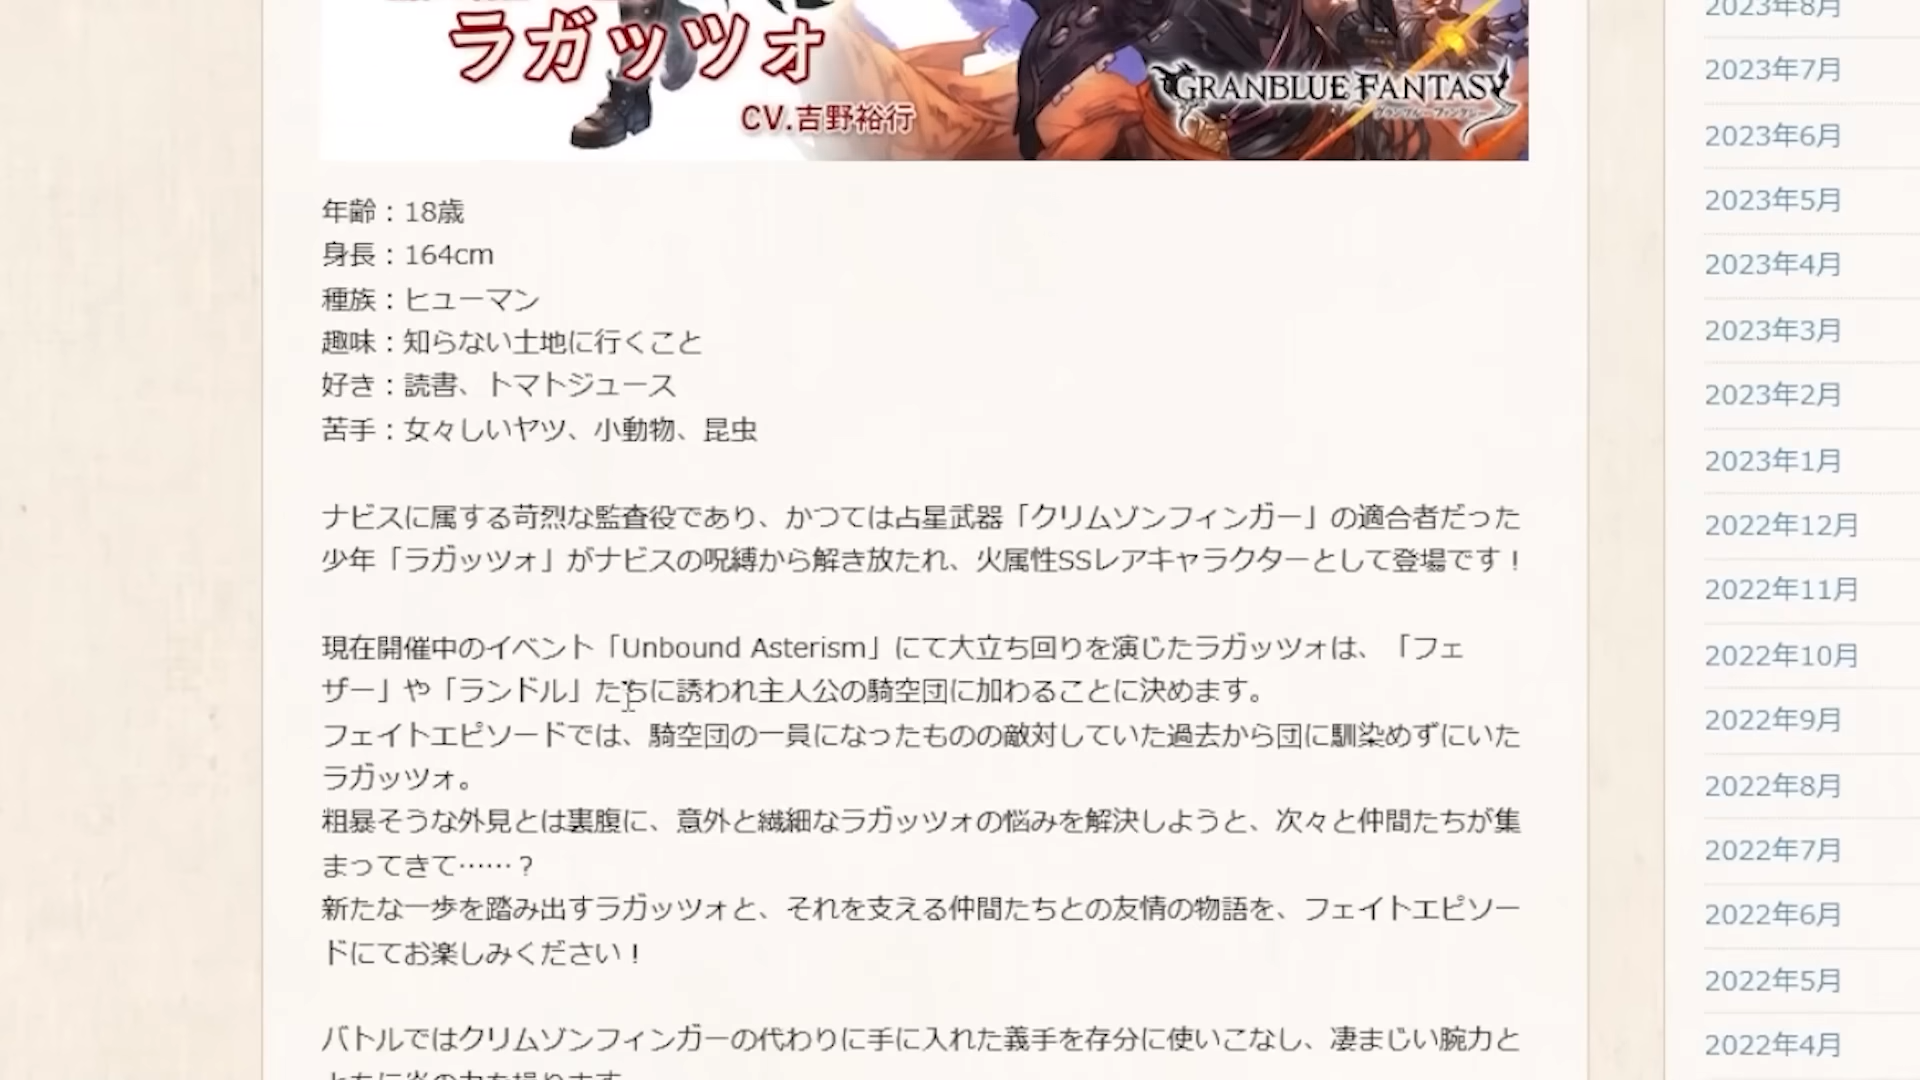 ラガッツォ
CV.吉野裕行
GRANBLUE FANTASY
グランブルーファンタジー
年齢：18歳
身長：164cm
種族：ヒューマン
趣味：知らない土地に行くこと
好き：読書、トマトジュース
苦手：女々しいヤツ、小動物、昆虫
ナビスに属する苛烈な監査役であり、かつては占星武器「クリムゾンフィンガー」の適合者だった
少年「ラガッツォ」がナビスの呪縛から解き放たれ、火属性SSレアキャラクターとして登場です！
現在開催中のイベント「Unbound Asterism」にて大立ち回りを演じたラガッツォは、「フェ
ザー」や「ランドル」たちに誘われ主人公の騎空団に加わることに決めます。
フェイトエピソードでは、騎空団の一員になったものの敵対していた過去から団に馴染めずにいた
ラガッツォ。
粗暴そうな外見とは裏腹に、意外と繊細なラガッツォの悩みを解決しようと、次々と仲間たちが集
まってきて……？
新たな一歩を踏み出すラガッツォと、それを支える仲間たちとの友情の物語を、フェイトエピソー
ドにてお楽しみください！
バトルではクリムゾンフィンガーの代わりに手に入れた義手を存分に使いこなし、凄まじい腕力と
2023年8月
2023年7月
2023年6月
2023年5月
2023年4月
2023年3月
2023年2月
2023年1月
2022年12月
2022年11月
2022年10月
2022年9月
2022年8月
2022年7月
2022年6月
2022年5月
2022年4月